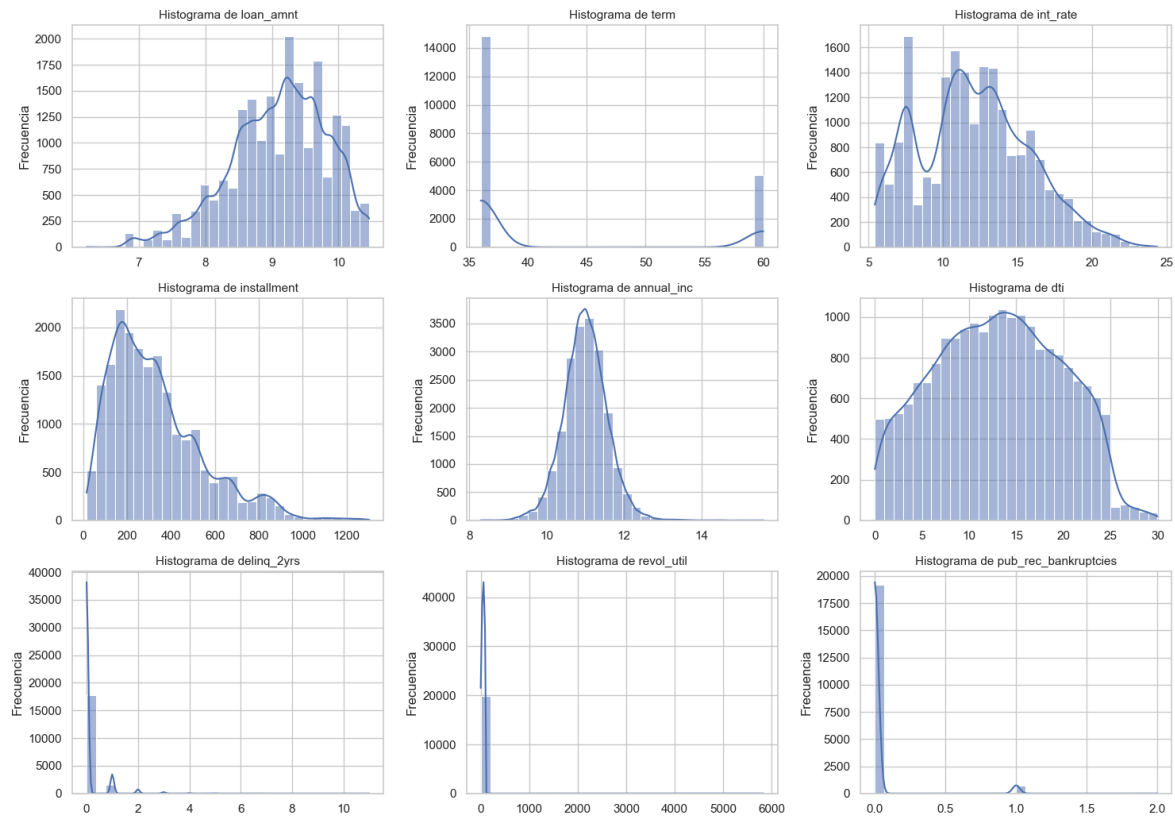 Histograma de loan_amnt
Frecuencia
2000
1750
1500
1250
1000
750
500
250
0
7 8 9 10
Histograma de term
Frecuencia
14000
12000
10000
8000
6000
4000
2000
0
35 40 45 50 55 60
Histograma de int_rate
Frecuencia
1600
1400
1200
1000
800
600
400
200
0
5 10 15 20 25
Histograma de installment
Frecuencia
2000
1500
1000
500
0
0 200 400 600 800 1000 1200
Histograma de annual_inc
Frecuencia
3500
3000
2500
2000
1500
1000
500
0
8 10 12 14
Histograma de dti
Frecuencia
1000
800
600
400
200
0
0 5 10 15 20 25 30
Histograma de delinq_2yrs
Frecuencia
40000
35000
30000
25000
20000
15000
10000
5000
0
0 2 4 6 8 10
Histograma de revol_util
Frecuencia
40000
30000
20000
10000
0
0 1000 2000 3000 4000 5000 6000
Histograma de pub_rec_bankruptcies
Frecuencia
20000
17500
15000
12500
10000
7500
5000
2500
0
0.0 0.5 1.0 1.5 2.0